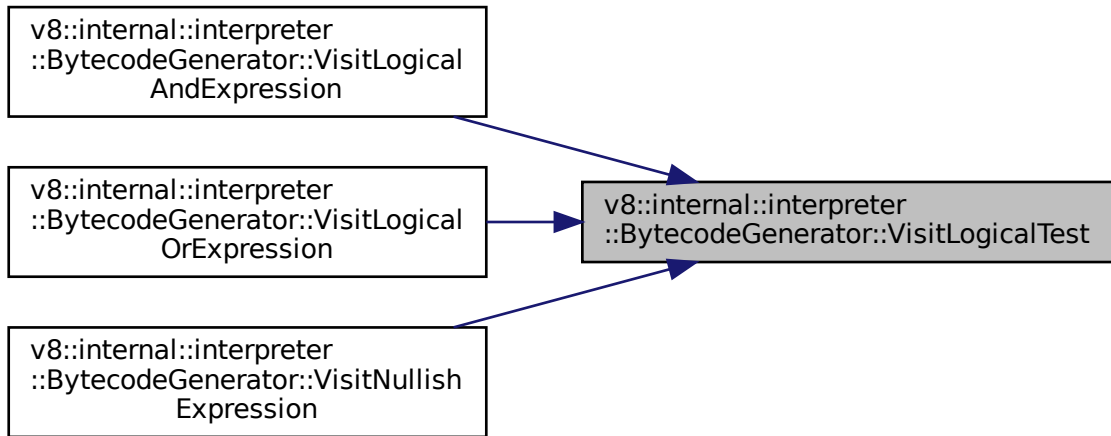 v8::internal::interpreter
::BytecodeGenerator::VisitLogical
AndExpression
v8::internal::interpreter
::BytecodeGenerator::VisitLogical
OrExpression
v8::internal::interpreter
::BytecodeGenerator::VisitNullish
Expression
v8::internal::interpreter
::BytecodeGenerator::VisitLogicalTest